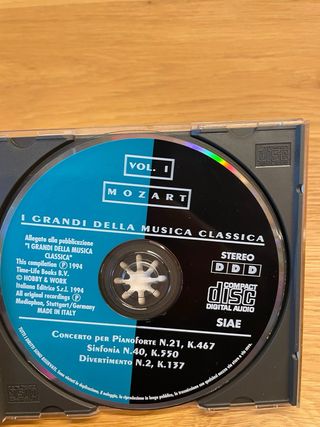 VOL. I
MOZART
I GRANDI DELLA MUSICA CLASSICA
Allegato alla pubblicazione
"I GRANDI DELLA MUSICA
CLASSICA"
This compilation ℗ 1994
Time-Life Books B.V.
© HOBBY & WORK
Italiana Editrice S.r.l. 1994
All original recordings ℗
Mediaphon, Stuttgart/Germany
MADE IN ITALY
STEREO
DDD
COMPACT
disc
DIGITAL AUDIO
SIAE
CONCERTO PER PIANOFORTE N.21, K.467
SINFONIA N.40, K.550
DIVERTIMENTO N.2, K.137